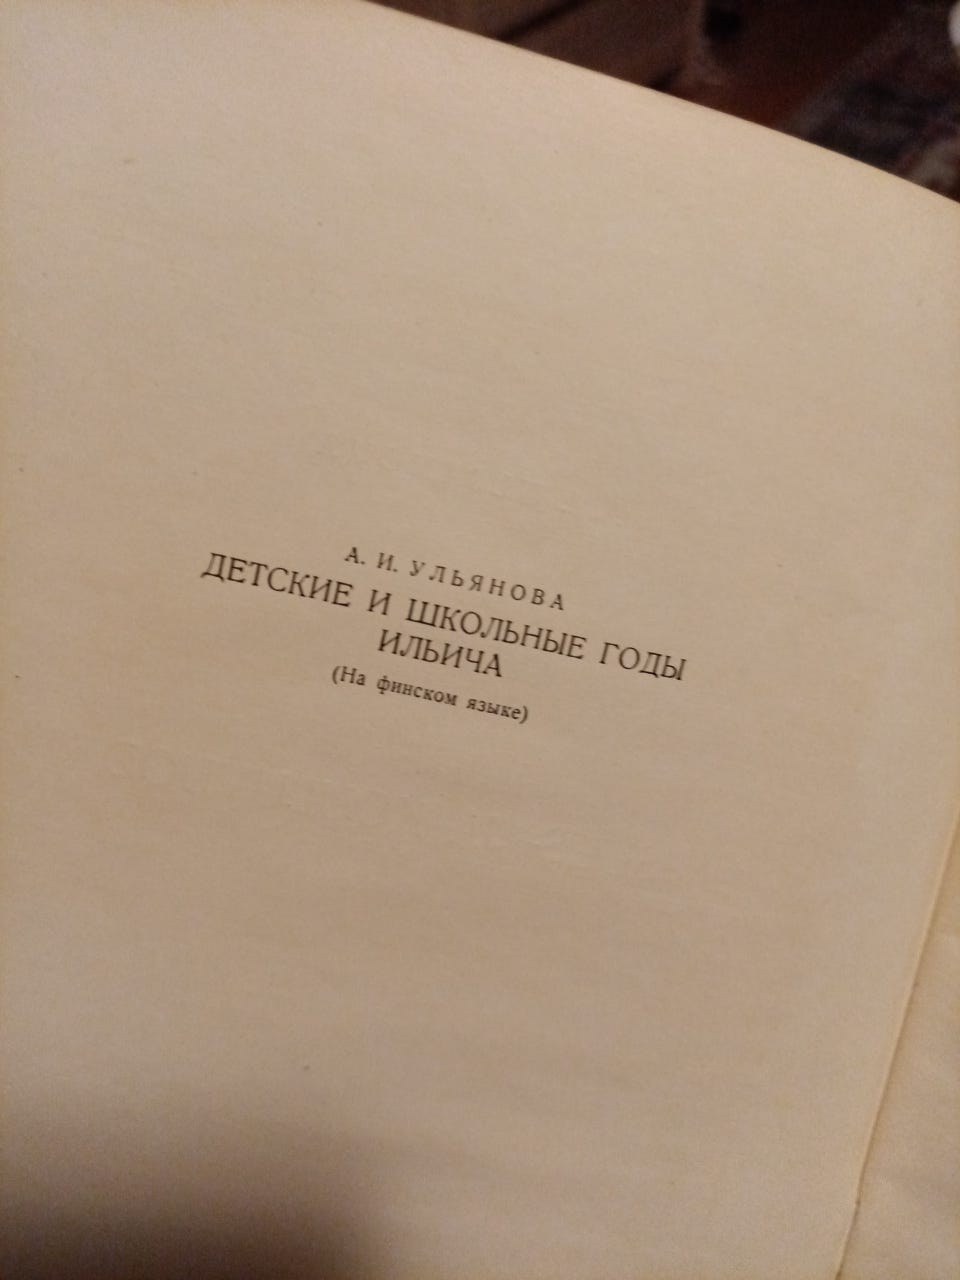 А. И. УЛЬЯНОВА
ДЕТСКИЕ И ШКОЛЬНЫЕ ГОДЫ
ИЛЬИЧА
(На финском языке)